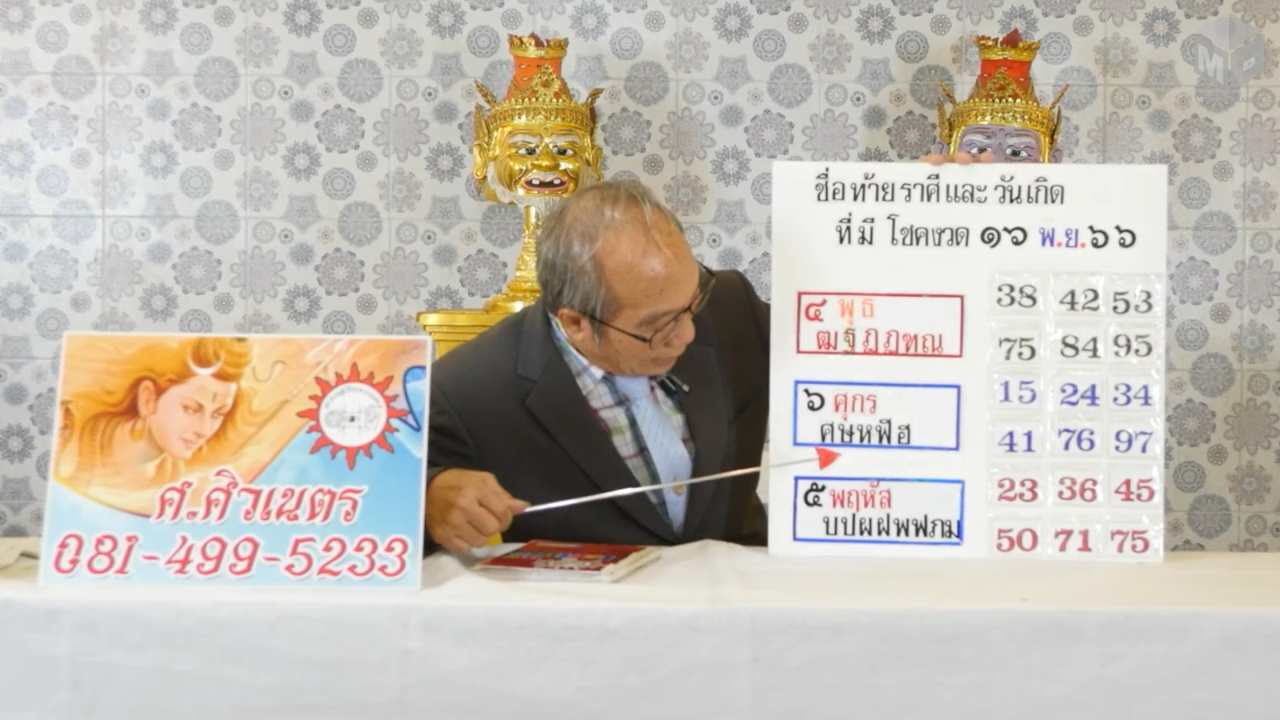 ชื่อท้ายราศีและวันเกิด
ที่มี โชคงวด ๑๖ พ.ย.๖๖
๔ พุธ
ฒฐฎฏฑณ
38 42 53
75 84 95
๖ ศุกร
ศษหฬฮ
15 24 34
41 76 97
๕ พฤหัส
บปผฝพฟภม
23 36 45
50 71 75
ศ.ศิวเนตร
081-499-5233